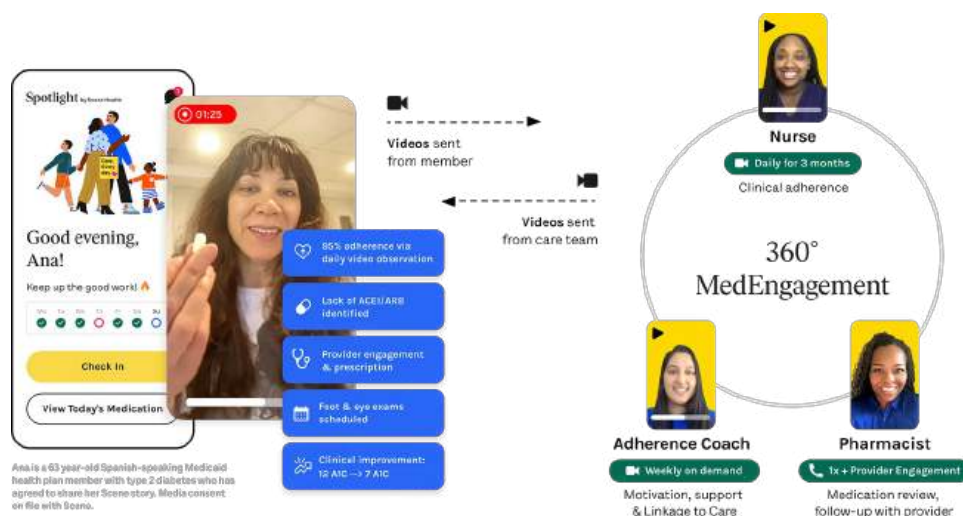 Spotlight by Scene Health
Good evening,
Ana!
Keep up the good work!
Check In
View Today's Medication
01:25
Videos sent
from member
Videos sent
from care team
85% adherence via
daily video observation
Lack of ACEI/ARB
identified
Provider engagement
& prescription
Foot & eye exams
scheduled
Clinical improvement:
12 A1C --> 7 A1C
Ana is a 63 year-old Spanish-speaking Medicaid
health plan member with type 2 diabetes who has
agreed to share her Scene story. Media consent
on file with Scene.
Nurse
Daily for 3 months
Clinical adherence
360°
MedEngagement
Adherence Coach
Weekly on demand
Motivation, support
& Linkage to Care
Pharmacist
1x + Provider Engagement
Medication review,
follow-up with provider